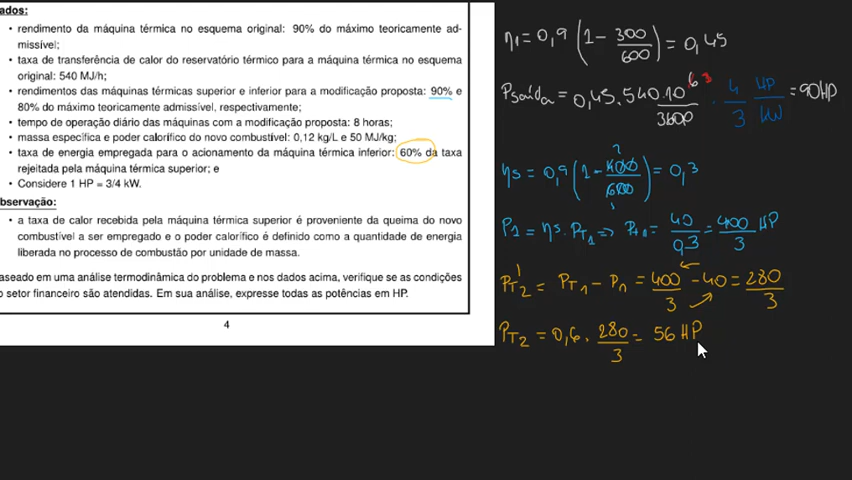 ados:
• rendimento da máquina térmica no esquema original: 90% do máximo teoricamente ad-
missível;
• taxa de transferência de calor do reservatório térmico para a máquina térmica no esquema
original: 540 MJ/h;
• rendimentos das máquinas térmicas superior e inferior para a modificação proposta: 90% e
80% do máximo teoricamente admissível, respectivamente;
• tempo de operação diário das máquinas com a modificação proposta: 8 horas;
• massa específica e poder calorífico do novo combustível: 0,12 kg/L e 50 MJ/kg;
• taxa de energia empregada para o acionamento da máquina térmica inferior: 60% da taxa
rejeitada pela máquina térmica superior; e
• Considere 1 HP = 3/4 kW.
bservação:
• a taxa de calor recebida pela máquina térmica superior é proveniente da queima do novo
combustível a ser empregado e o poder calorífico é definido como a quantidade de energia
liberada no processo de combustão por unidade de massa.
aseado em uma análise termodinâmica do problema e nos dados acima, verifique se as condições
o setor financeiro são atendidas. Em sua análise, expresse todas as potências em HP.
4
η1 = 0,9 (1 - 300/600) = 0,45
Psaída = 0,45 . 540 . 10^6 3/3600 . 4/3 HP/kW = 90HP
ηs = 0,9 (1 - 400/600) = 0,3
P1 = ηs . PT1 => PT1 = 40/0,3 = 400/3 HP
PT2' = PT1 - P1 = 400/3 - 40 = 280/3
PT2 = 0,6 . 280/3 = 56 HP